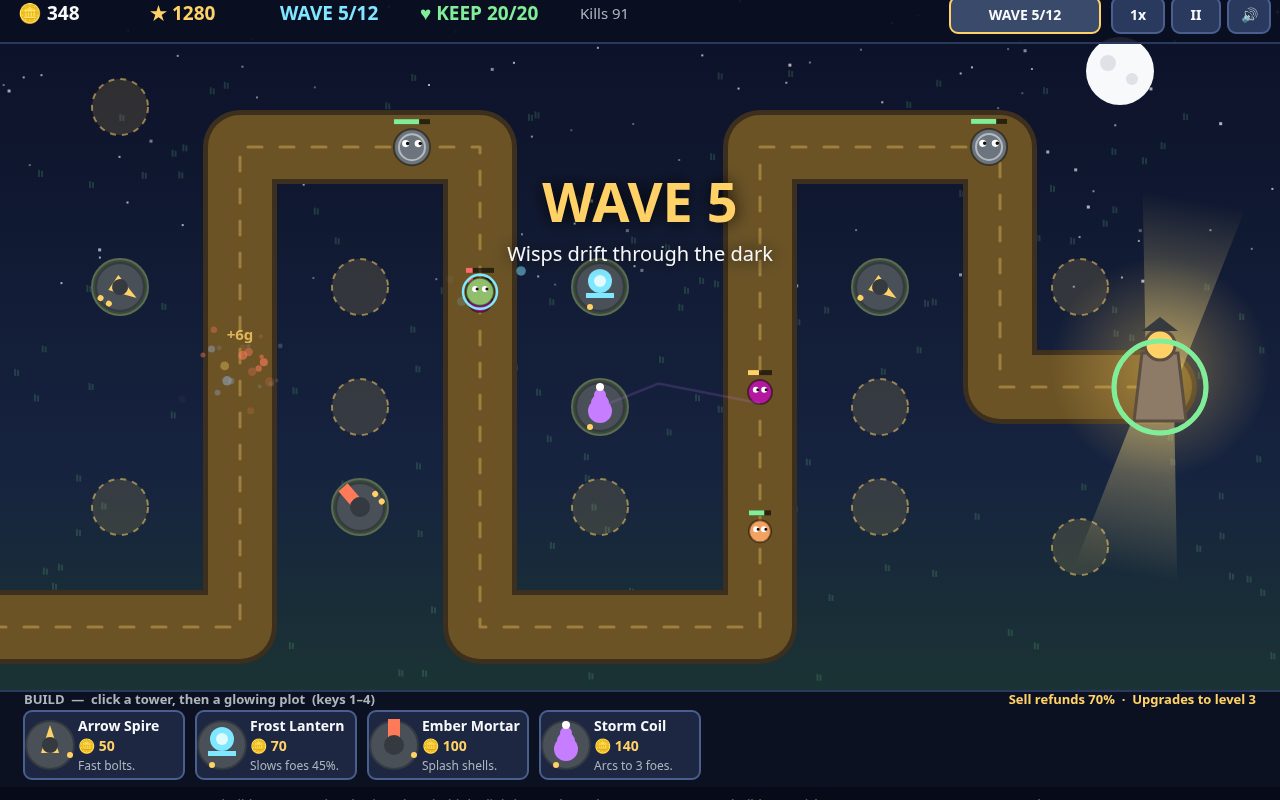 348
1280
WAVE 5/12
KEEP 20/20
Kills 91
WAVE 5/12
1x
II
WAVE 5
Wisps drift through the dark
+6g
BUILD — click a tower, then a glowing plot (keys 1–4)
Sell refunds 70% · Upgrades to level 3
Arrow Spire
50
Fast bolts.
Frost Lantern
70
Slows foes 45%.
Ember Mortar
100
Splash shells.
Storm Coil
140
Arcs to 3 foes.